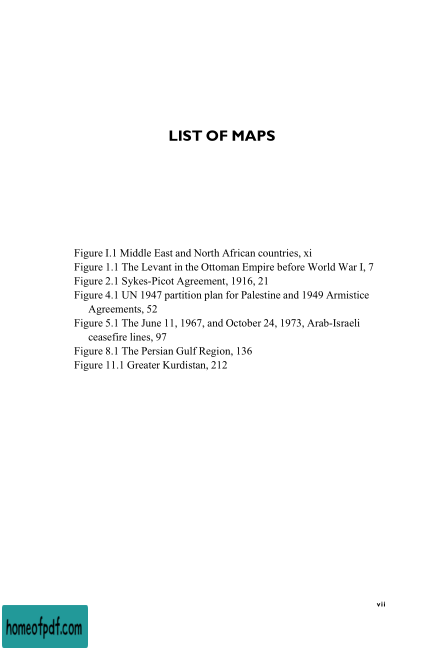 LIST OF MAPS
Figure I.1 Middle East and North African countries, xi
Figure 1.1 The Levant in the Ottoman Empire before World War I, 7
Figure 2.1 Sykes-Picot Agreement, 1916, 21
Figure 4.1 UN 1947 partition plan for Palestine and 1949 Armistice
Agreements, 52
Figure 5.1 The June 11, 1967, and October 24, 1973, Arab-Israeli
ceasefire lines, 97
Figure 8.1 The Persian Gulf Region, 136
Figure 11.1 Greater Kurdistan, 212
vii
homeofpdf.com